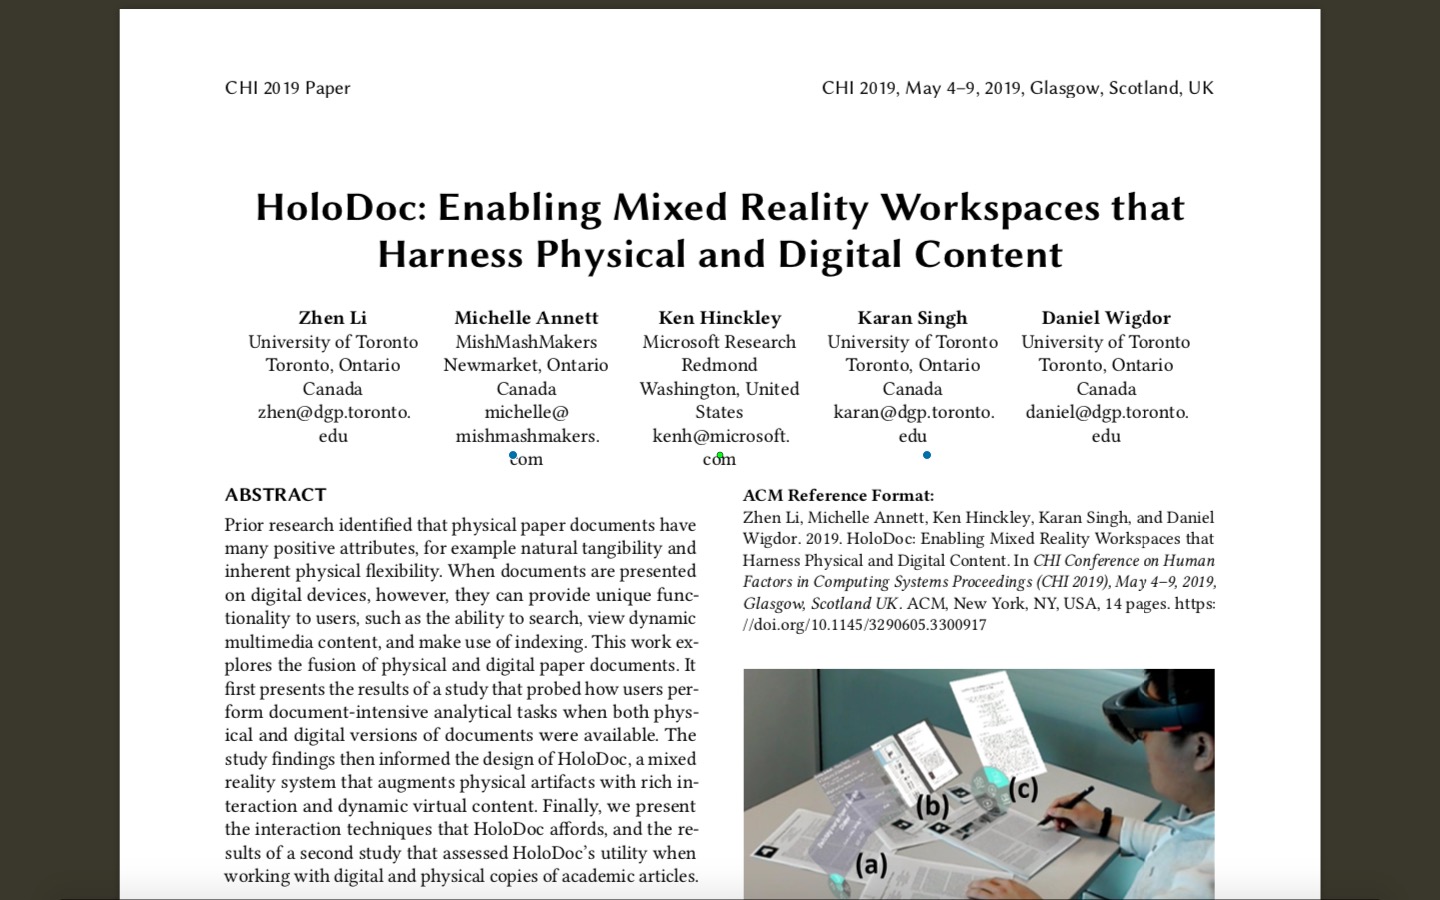 CHI 2019 Paper
CHI 2019, May 4–9, 2019, Glasgow, Scotland, UK
HoloDoc: Enabling Mixed Reality Workspaces that
Harness Physical and Digital Content
Zhen Li
University of Toronto
Toronto, Ontario
Canada
zhen@dgp.toronto.
edu
Michelle Annett
MishMashMakers
Newmarket, Ontario
Canada
michelle@
mishmashmakers.
com
Ken Hinckley
Microsoft Research
Redmond
Washington, United
States
kenh@microsoft.
com
Karan Singh
University of Toronto
Toronto, Ontario
Canada
karan@dgp.toronto.
edu
Daniel Wigdor
University of Toronto
Toronto, Ontario
Canada
daniel@dgp.toronto.
edu
ABSTRACT
Prior research identified that physical paper documents have
many positive attributes, for example natural tangibility and
inherent physical flexibility. When documents are presented
on digital devices, however, they can provide unique func-
tionality to users, such as the ability to search, view dynamic
multimedia content, and make use of indexing. This work ex-
plores the fusion of physical and digital paper documents. It
first presents the results of a study that probed how users per-
form document-intensive analytical tasks when both phys-
ical and digital versions of documents were available. The
study findings then informed the design of HoloDoc, a mixed
reality system that augments physical artifacts with rich in-
teraction and dynamic virtual content. Finally, we present
the interaction techniques that HoloDoc affords, and the re-
sults of a second study that assessed HoloDoc's utility when
working with digital and physical copies of academic articles.
ACM Reference Format:
Zhen Li, Michelle Annett, Ken Hinckley, Karan Singh, and Daniel
Wigdor. 2019. HoloDoc: Enabling Mixed Reality Workspaces that
Harness Physical and Digital Content. In CHI Conference on Human
Factors in Computing Systems Proceedings (CHI 2019), May 4–9, 2019,
Glasgow, Scotland UK. ACM, New York, NY, USA, 14 pages. https:
//doi.org/10.1145/3290605.3300917
(c)
(b)
(a)